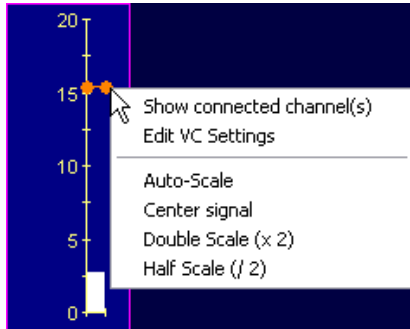 20
15
Show connected channel(s)
Edit VC Settings
10
Auto-Scale
Center signal
5
Double Scale (x 2)
Half Scale (/ 2)
0